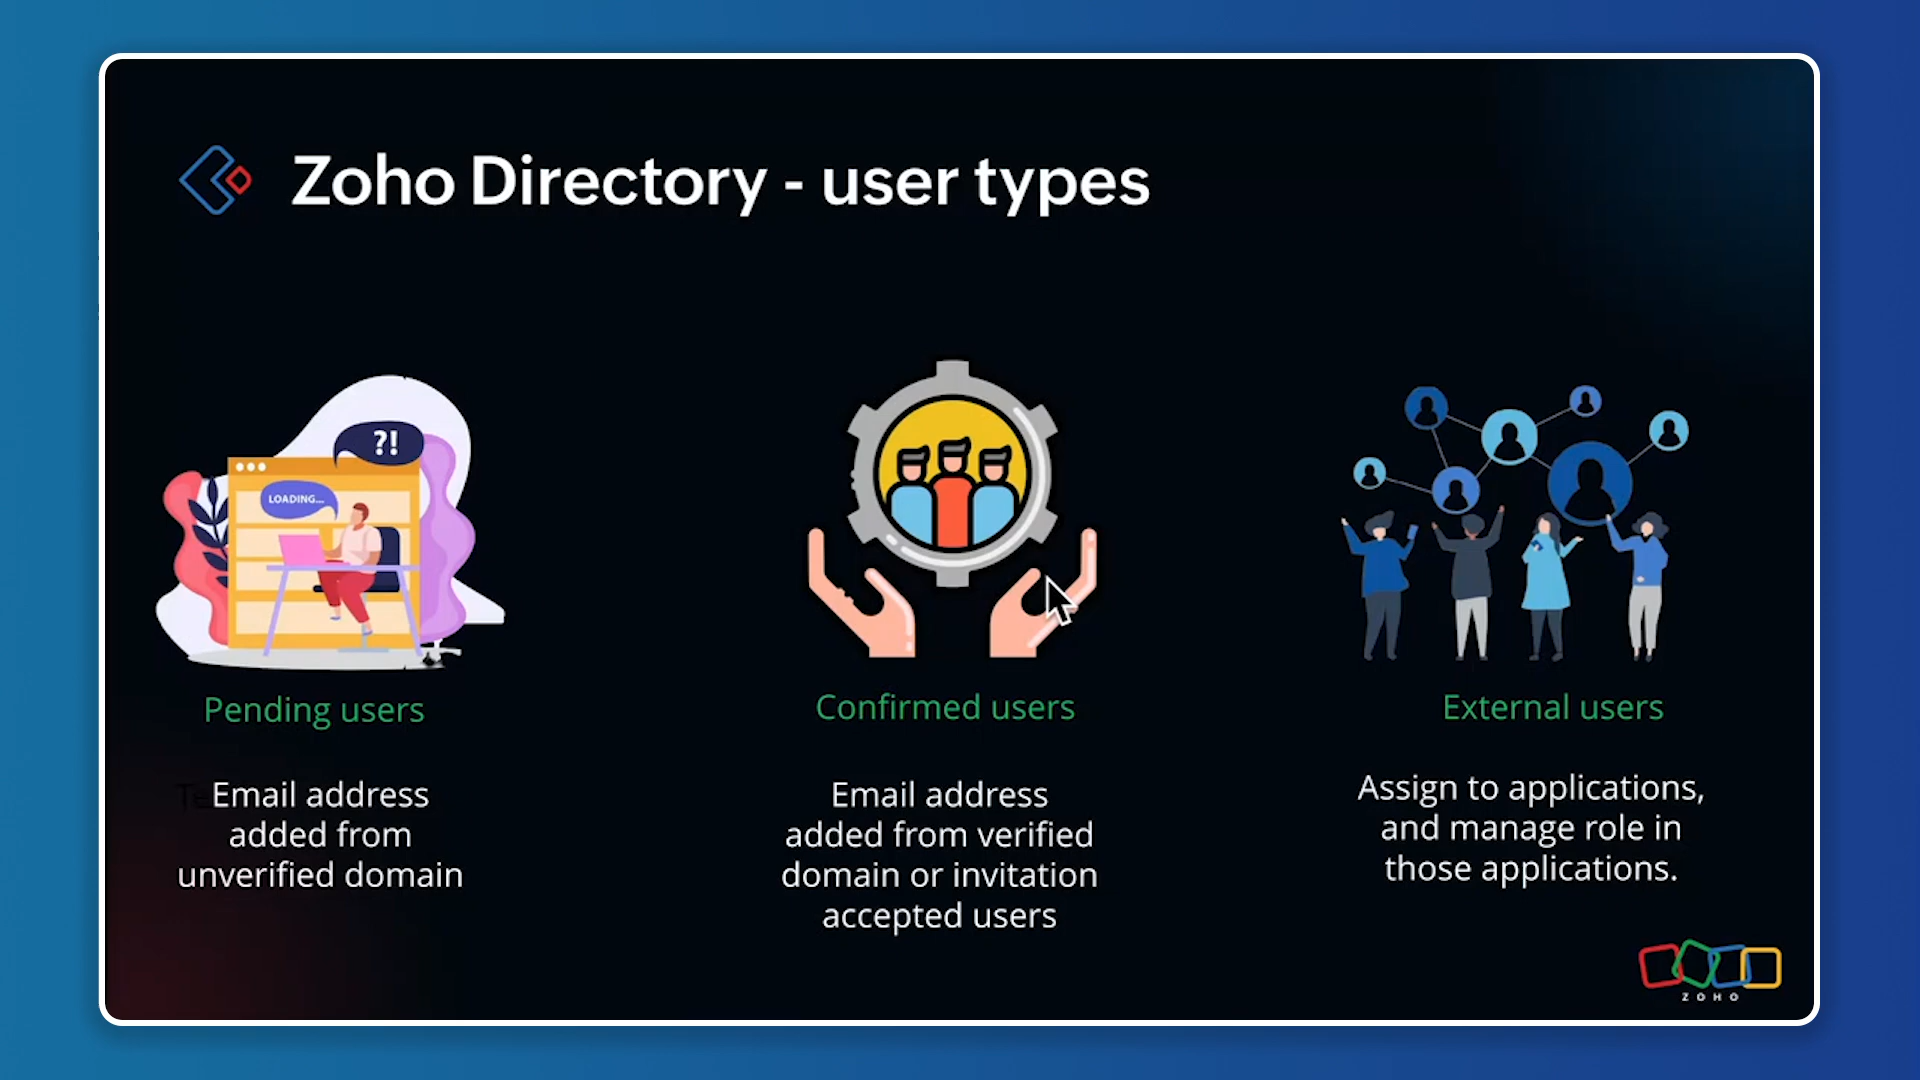 Zoho Directory - user types
?!
LOADING...
Pending users
Confirmed users
External users
Email address
added from
unverified domain
Email address
added from verified
domain or invitation
accepted users
Assign to applications,
and manage role in
those applications.
ZOHO